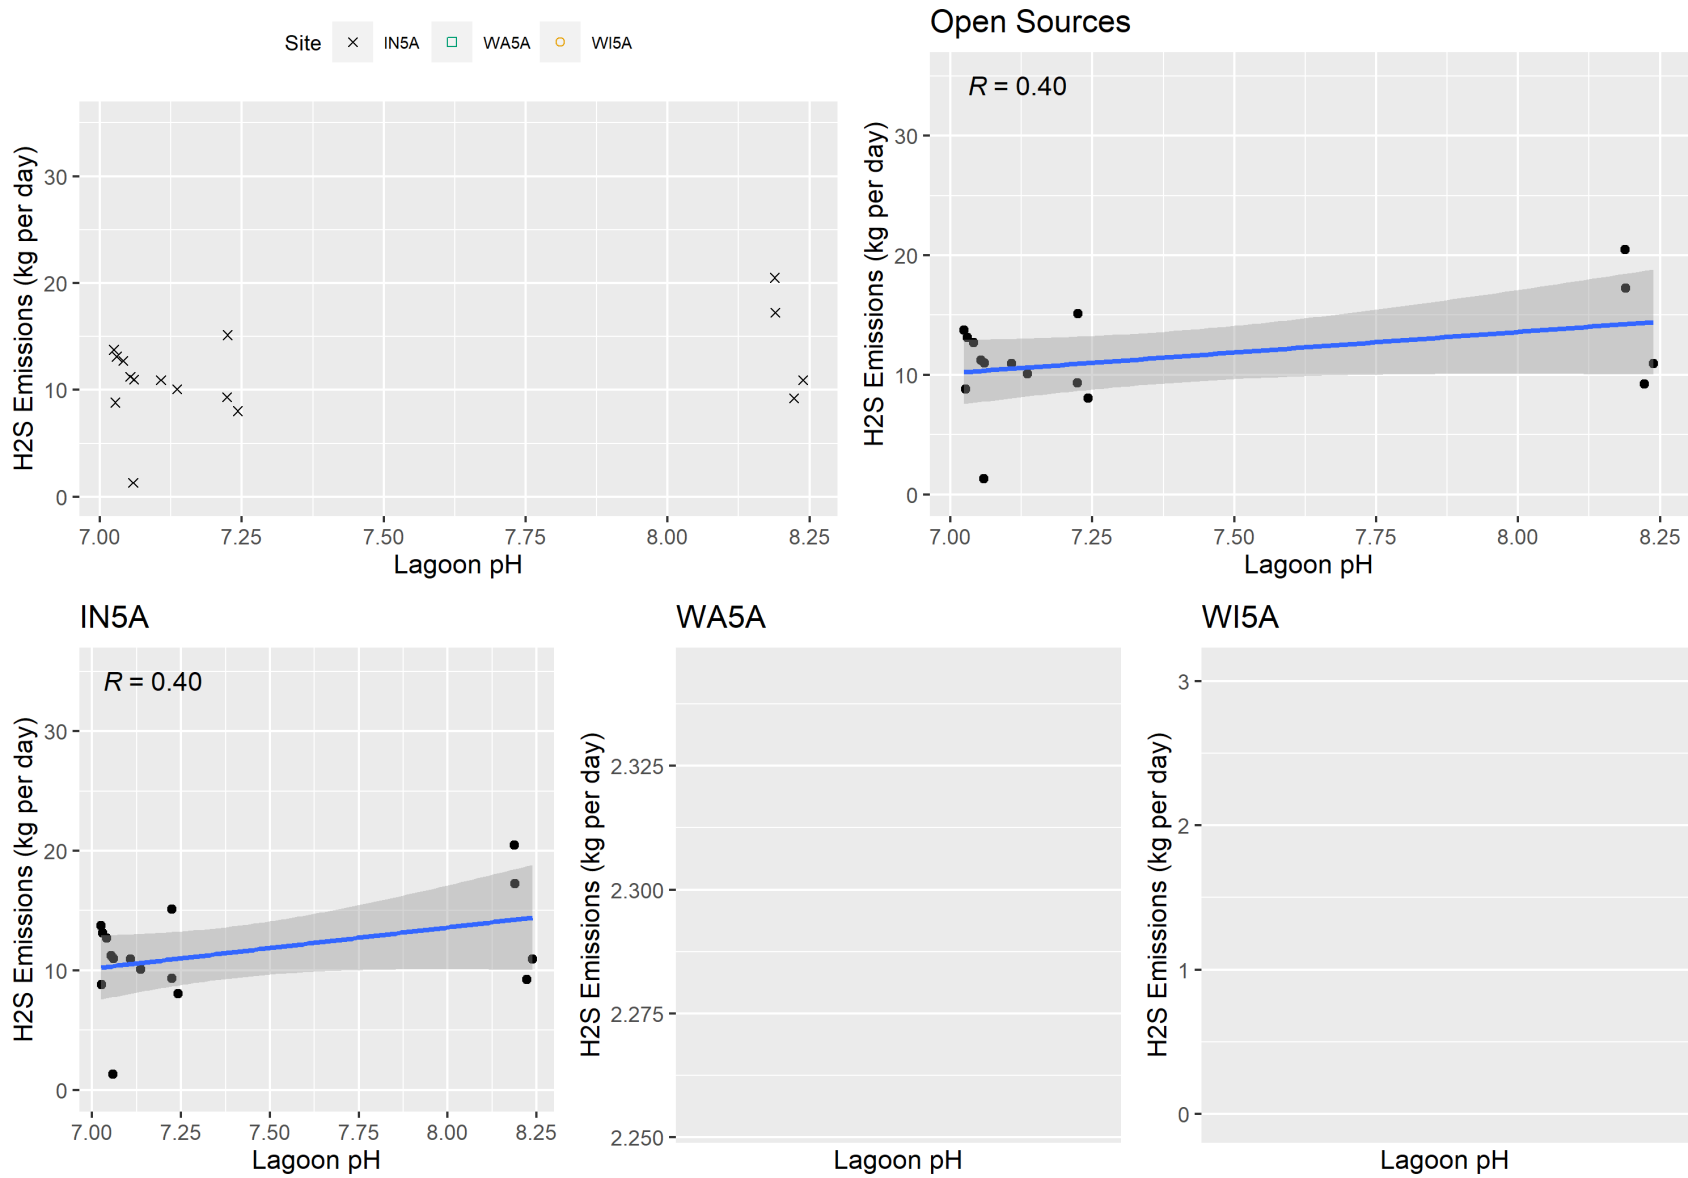 Site IN5A WA5A WI5A
H2S Emissions (kg per day)
30
20
10
0
7.00 7.25 7.50 7.75 8.00 8.25
Lagoon pH
Open Sources
R = 0.40
H2S Emissions (kg per day)
30
20
10
0
7.00 7.25 7.50 7.75 8.00 8.25
Lagoon pH
IN5A
R = 0.40
H2S Emissions (kg per day)
30
20
10
0
7.00 7.25 7.50 7.75 8.00 8.25
Lagoon pH
WA5A
H2S Emissions (kg per day)
2.325
2.300
2.275
2.250
Lagoon pH
WI5A
H2S Emissions (kg per day)
3
2
1
0
Lagoon pH